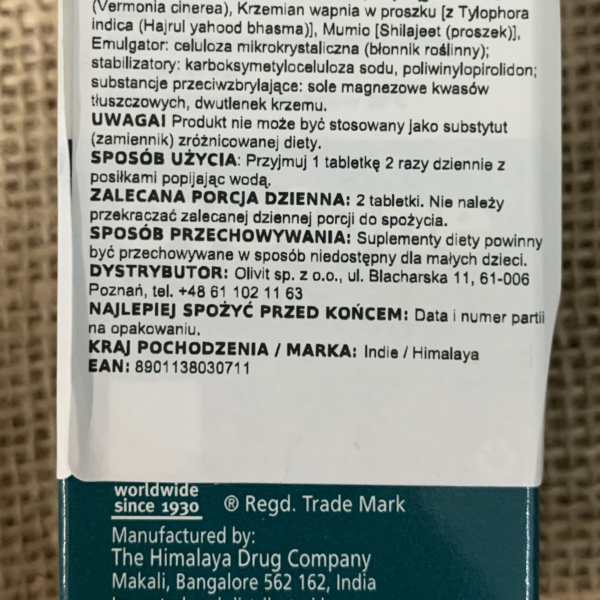 (Vermonia cinerea), Krzemian wapnia w proszku [z Tylophora
indica (Hajrul yahood bhasma)], Mumio [Shilajeet (proszek)],
Emulgator: celuloza mikrokrystaliczna (błonnik roślinny);
stabilizatory: karboksymetyloceluloza sodu, poliwinylopirolidon;
substancje przeciwzbrylające: sole magnezowe kwasów
tłuszczowych, dwutlenek krzemu.
UWAGA! Produkt nie może być stosowany jako substytut
(zamiennik) zróżnicowanej diety.
SPOSÓB UŻYCIA: Przyjmuj 1 tabletkę 2 razy dziennie z
posiłkami popijając wodą.
ZALECANA PORCJA DZIENNA: 2 tabletki. Nie należy
przekraczać zalecanej dziennej porcji do spożycia.
SPOSÓB PRZECHOWYWANIA: Suplementy diety powinny
być przechowywane w sposób niedostępny dla małych dzieci.
DYSTRYBUTOR: Olivit sp. z o.o., ul. Blacharska 11, 61-006
Poznań, tel. +48 61 102 11 63
NAJLEPIEJ SPOŻYĆ PRZED KOŃCEM: Data i numer partii
na opakowaniu.
KRAJ POCHODZENIA / MARKA: Indie / Himalaya
EAN: 8901138030711
worldwide
since 1930 ® Regd. Trade Mark
Manufactured by:
The Himalaya Drug Company
Makali, Bangalore 562 162, India